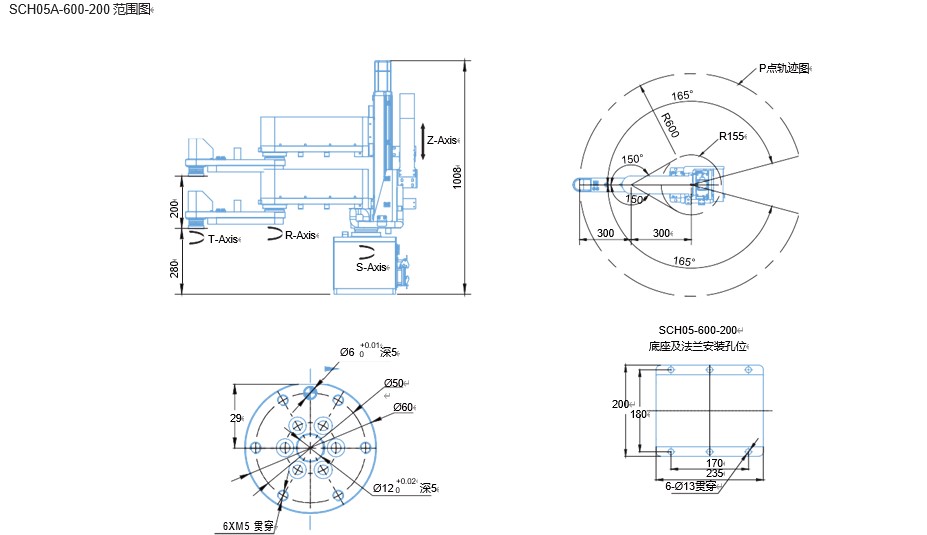 SCH05A-600-200 范围图
Z-Axis
1008
200
280
T-Axis
R-Axis
S-Axis
P点轨迹图
165°
R600
R155
150°
150°
300
300
165°
Ø6 +0.01 0 深5
Ø50
Ø60
29
Ø12 +0.02 0 深5
6XM5 贯穿
SCH05-600-200
底座及法兰安装孔位
200
180
170
235
6-Ø13贯穿